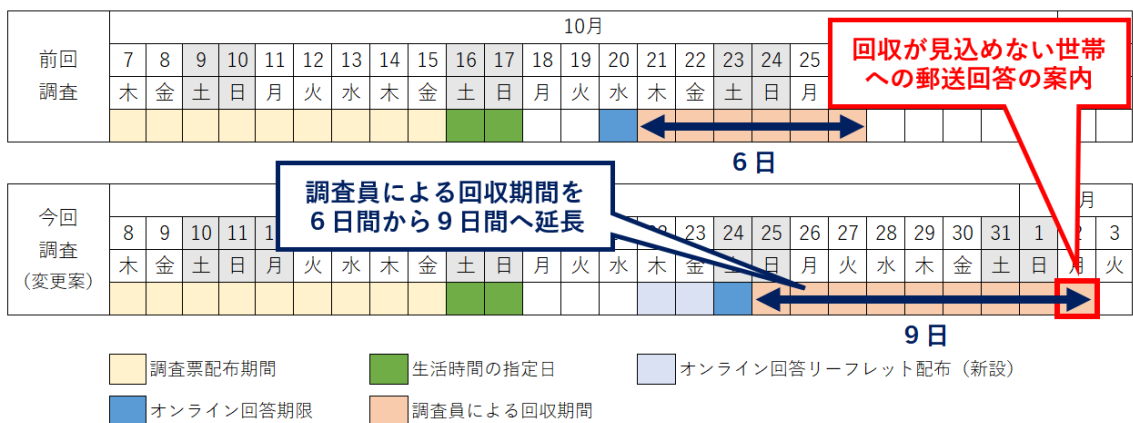 10月
前回
調査
7 8 9 10 11 12 13 14 15 16 17 18 19 20 21 22 23 24 25
木 金 土 日 月 火 水 木 金 土 日 月 火 水 木 金 土 日 月
回収が見込めない世帯
への郵送回答の案内
6日
調査員による回収期間を
6日間から9日間へ延長
月
今回
調査
(変更案)
8 9 10 11 23 24 25 26 27 28 29 30 31 1 2 3
木 金 土 日 月 火 水 木 金 土 日 月 火 水 木 金 土 日 月 火 水 木 金 土 日 月 火
9日
調査票配布期間
生活時間の指定日
オンライン回答リーフレット配布（新設）
オンライン回答期限
調査員による回収期間